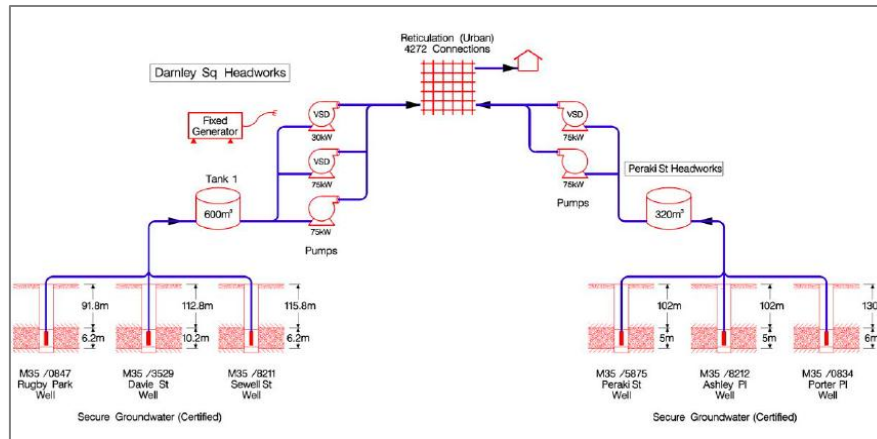 Reticulation (Urban)
4272 Connections
Darnley Sq Headworks
Fixed
Generator
VSD
30kW
VSD
75kW
75kW
Pumps
Tank 1
600m³
VSD
75kW
75kW
Pumps
Peraki St Headworks
320m³
91.8m
6.2m
112.8m
10.2m
115.8m
6.2m
102m
5m
102m
5m
130
6m
M35 /0847
Rugby Park
Well
M35 /3529
Davie St
Well
M35 /8211
Sewell St
Well
Secure Groundwater (Certified)
M35 /5875
Peraki St
Well
M35 /8212
Ashley Pl
Well
M35 /0834
Porter Pl
Well
Secure Groundwater (Certified)